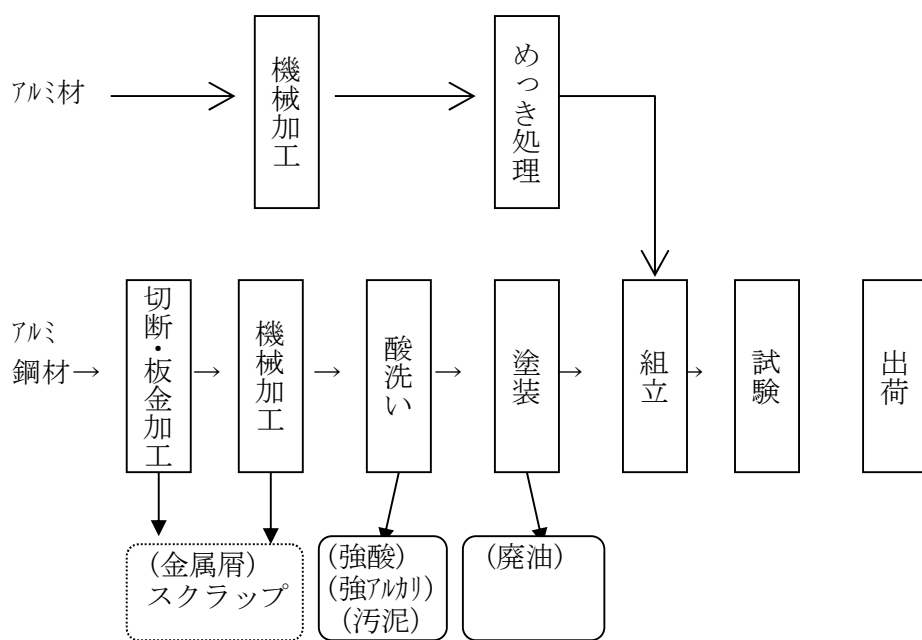 アルミ材
機械加工
めっき処理
アルミ
鋼材→
切断・板金加工
→
機械加工
→
酸洗い
→
塗装
→
組立
→
試験
出荷
(金属屑)
スクラップ
(強酸)
(強アルカリ)
(汚泥)
(廃油)